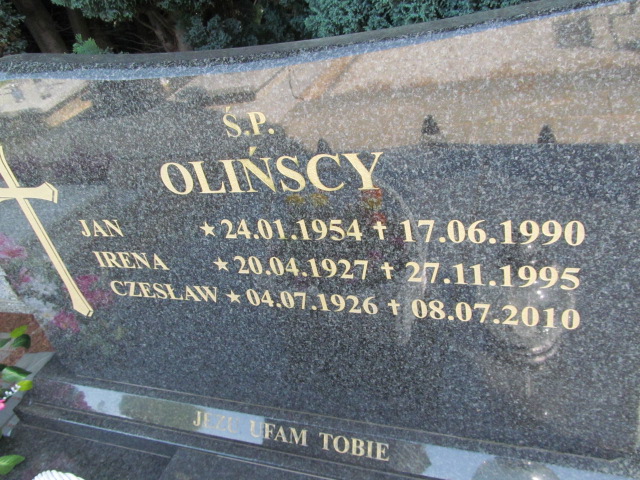 Ś.P.
OLIŃSCY
JAN ★ 24.01.1954 ✝ 17.06.1990
IRENA ★ 20.04.1927 ✝ 27.11.1995
CZESŁAW ★ 04.07.1926 ✝ 08.07.2010
JEZU UFAM TOBIE